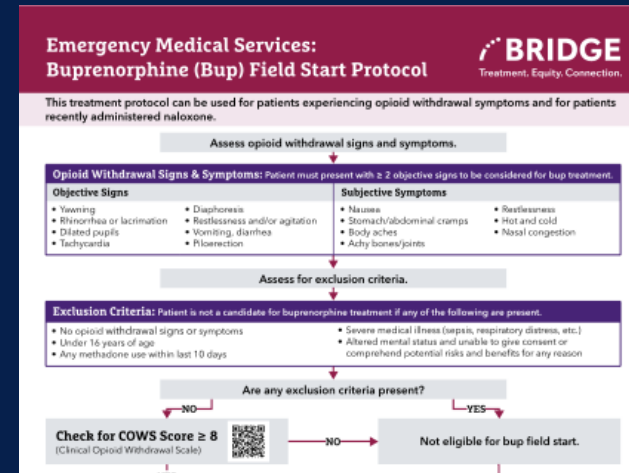 Emergency Medical Services:
Buprenorphine (Bup) Field Start Protocol
BRIDGE
Treatment. Equity. Connection.
This treatment protocol can be used for patients experiencing opioid withdrawal symptoms and for patients
recently administered naloxone.
Assess opioid withdrawal signs and symptoms.
Opioid Withdrawal Signs & Symptoms: Patient must present with ≥ 2 objective signs to be considered for bup treatment.
Objective Signs
• Yawning
• Rhinorrhea or lacrimation
• Dilated pupils
• Tachycardia
• Diaphoresis
• Restlessness and/or agitation
• Vomiting, diarrhea
• Piloerection
Subjective Symptoms
• Nausea
• Stomach/abdominal cramps
• Body aches
• Achy bones/joints
• Restlessness
• Hot and cold
• Nasal congestion
Assess for exclusion criteria.
Exclusion Criteria: Patient is not a candidate for buprenorphine treatment if any of the following are present.
• No opioid withdrawal signs or symptoms
• Under 16 years of age
• Any methadone use within last 10 days
• Severe medical illness (sepsis, respiratory distress, etc.)
• Altered mental status and unable to give consent or
comprehend potential risks and benefits for any reason
Are any exclusion criteria present?
NO
YES
Check for COWS Score ≥ 8
(Clinical Opioid Withdrawal Scale)
NO
Not eligible for bup field start.